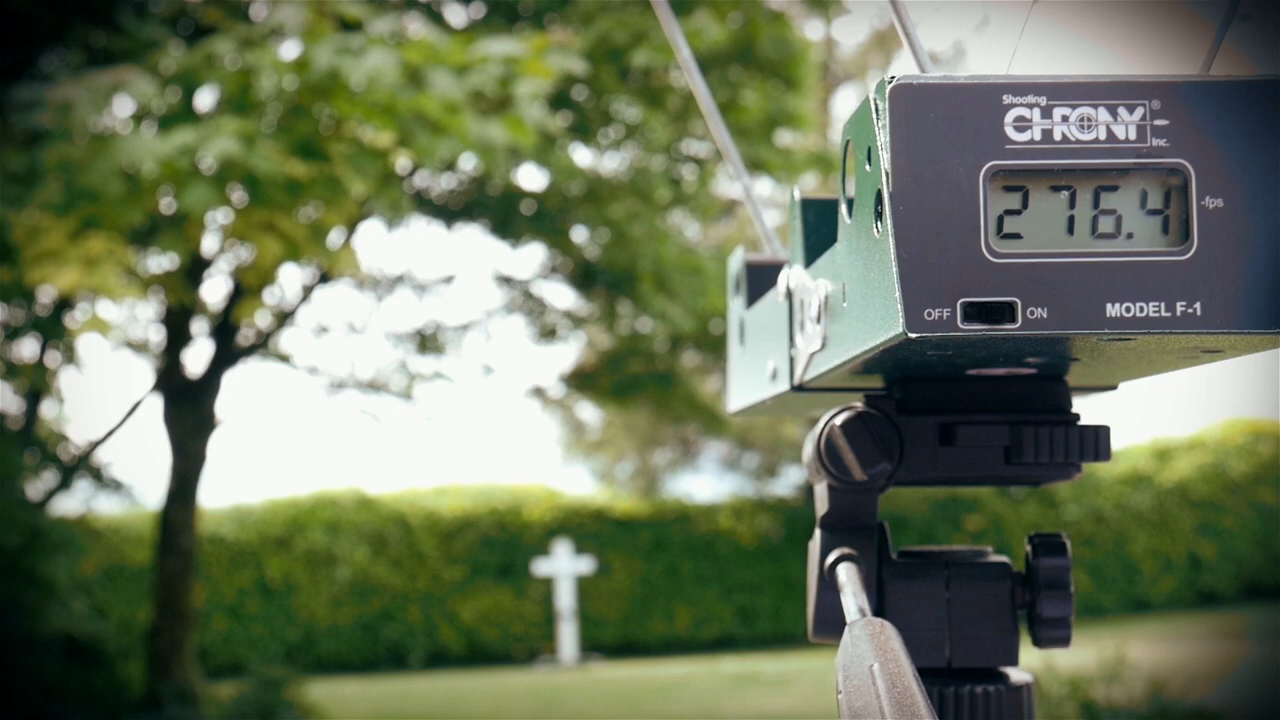 Shooting
CHRONY®
Inc.
276.4
-fps
OFF ON
MODEL F-1